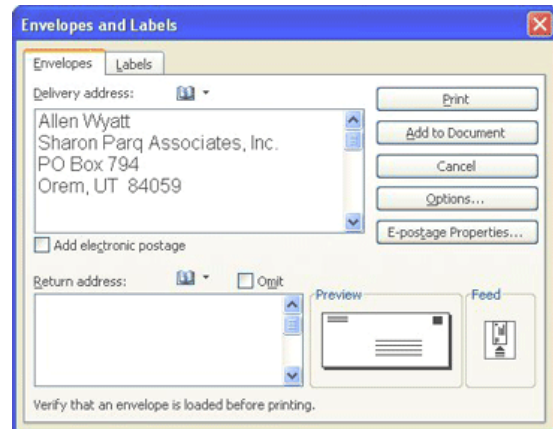 Envelopes and Labels
Envelopes Labels
Delivery address:
Allen Wyatt
Sharon Parq Associates, Inc.
PO Box 794
Orem, UT 84059
Print
Add to Document
Cancel
Options...
E-postage Properties...
Add electronic postage
Return address:
Omit
Preview
Feed
Verify that an envelope is loaded before printing.